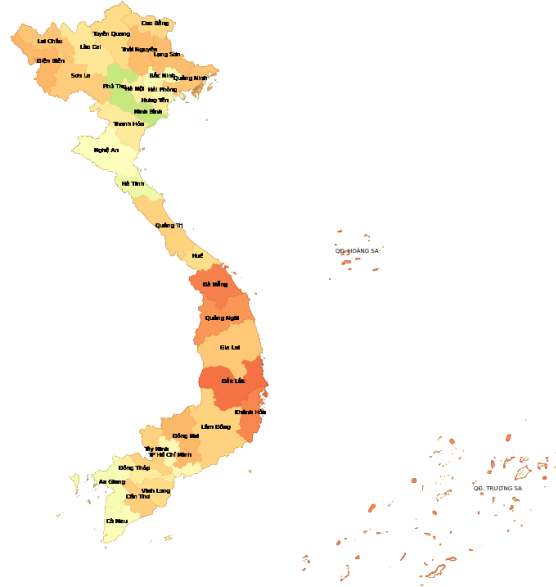 Cao Bằng
Tuyên Quang
Lai Châu
Lào Cai
Thái Nguyên
Lạng Sơn
Điện Biên
Sơn La
Bắc Ninh
Quảng Ninh
Phú Thọ
Hà Nội
Hải Phòng
Hưng Yên
Ninh Bình
Thanh Hóa
Nghệ An
Hà Tĩnh
Quảng Trị
QĐ. HOÀNG SA
Huế
Đà Nẵng
Quảng Ngãi
Gia Lai
Đắk Lắk
Khánh Hòa
Lâm Đồng
Đồng Nai
Tây Ninh
TP Hồ Chí Minh
Đồng Tháp
An Giang
QĐ. TRƯỜNG SA
Vĩnh Long
Cần Thơ
Cà Mau